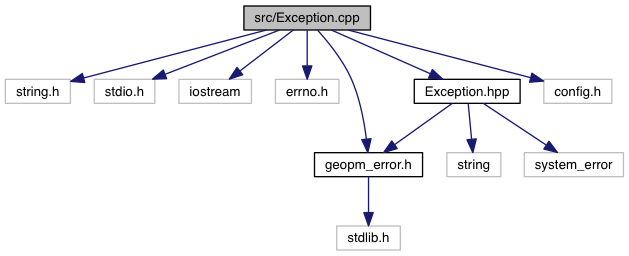 src/Exception.cpp
string.h
stdio.h
iostream
errno.h
Exception.hpp
config.h
geopm_error.h
string
system_error
stdlib.h